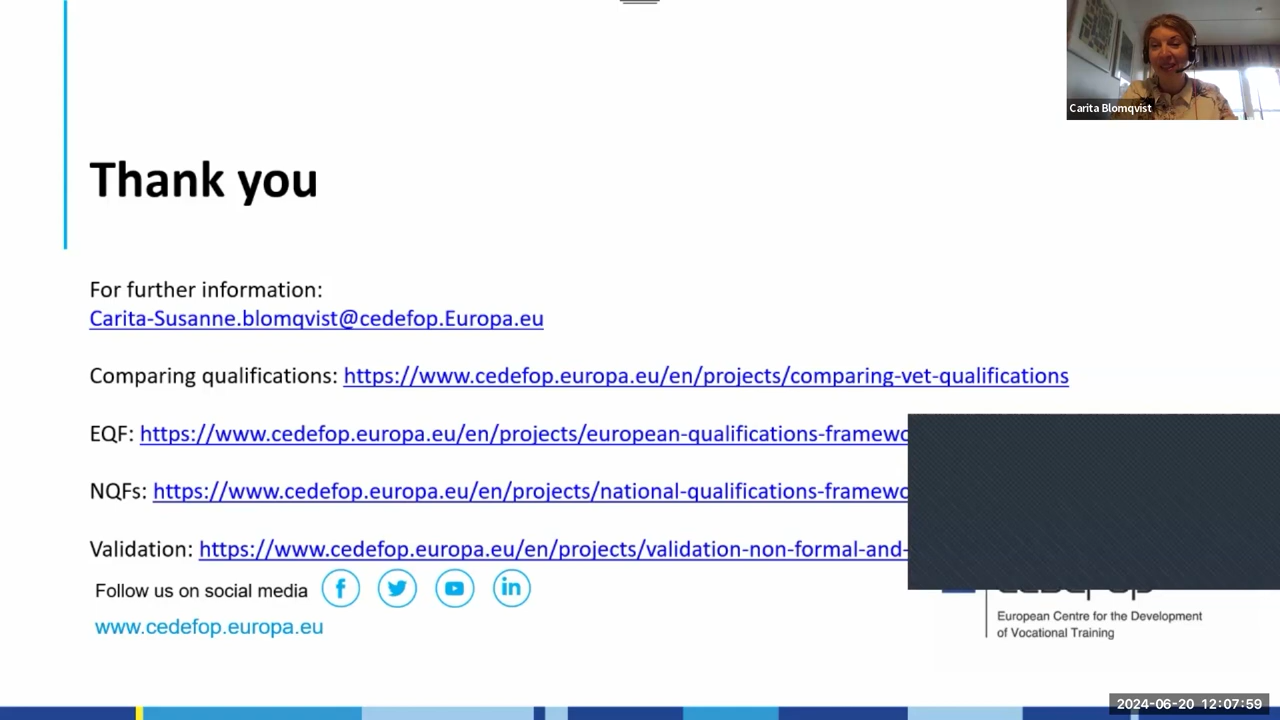 Carita Blomqvist
Thank you
For further information:
Carita-Susanne.blomqvist@cedefop.Europa.eu
Comparing qualifications: https://www.cedefop.europa.eu/en/projects/comparing-vet-qualifications
EQF: https://www.cedefop.europa.eu/en/projects/european-qualifications-framewo
NQFs: https://www.cedefop.europa.eu/en/projects/national-qualifications-framewo
Validation: https://www.cedefop.europa.eu/en/projects/validation-non-formal-and-
Follow us on social media
www.cedefop.europa.eu
European Centre for the Development
of Vocational Training
2024-06-20 12:07:59